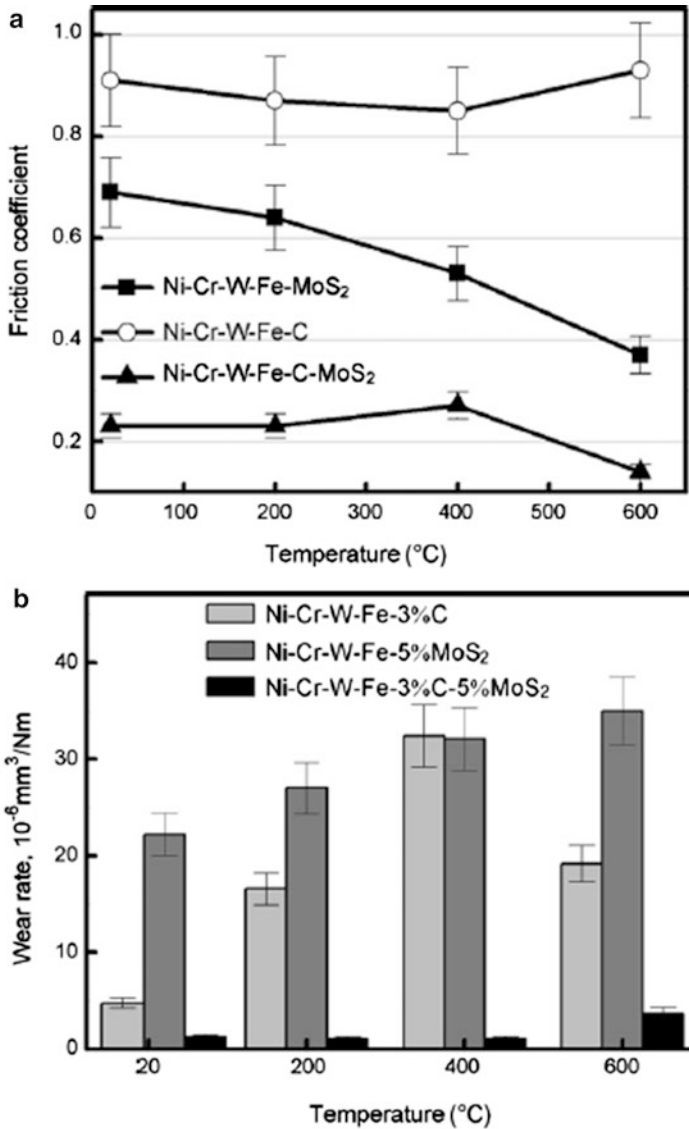 a
1.0
0.8
0.6
0.4
0.2
Friction coefficient
Ni-Cr-W-Fe-MoS₂
Ni-Cr-W-Fe-C
Ni-Cr-W-Fe-C-MoS₂
0 100 200 300 400 500 600
Temperature (°C)
b
Ni-Cr-W-Fe-3%C
Ni-Cr-W-Fe-5%MoS₂
Ni-Cr-W-Fe-3%C-5%MoS₂
40
30
20
10
0
Wear rate, 10⁻⁶mm³/Nm
20 200 400 600
Temperature (°C)